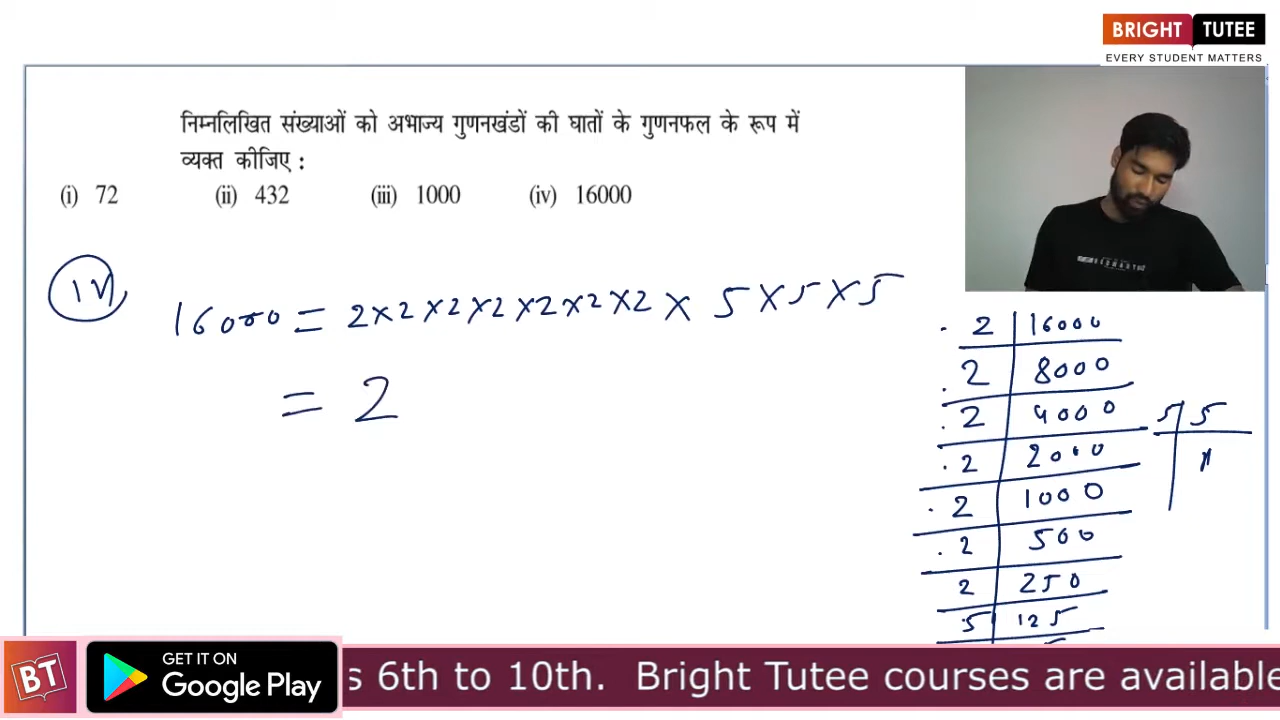 BRIGHT TUTEE
EVERY STUDENT MATTERS
निम्नलिखित संख्याओं को अभाज्य गुणनखंडों की घातों के गुणनफल के रूप में
व्यक्त कीजिए :
(i) 72 (ii) 432 (iii) 1000 (iv) 16000
iv
16000 = 2×2×2×2×2×2×2× 5×5×5
= 2
2 | 16000
2 | 8000
2 | 4000
2 | 2000
2 | 1000
2 | 500
2 | 250
5 | 125
5 | 5
1
BT
GET IT ON
Google Play
s 6th to 10th. Bright Tutee courses are available